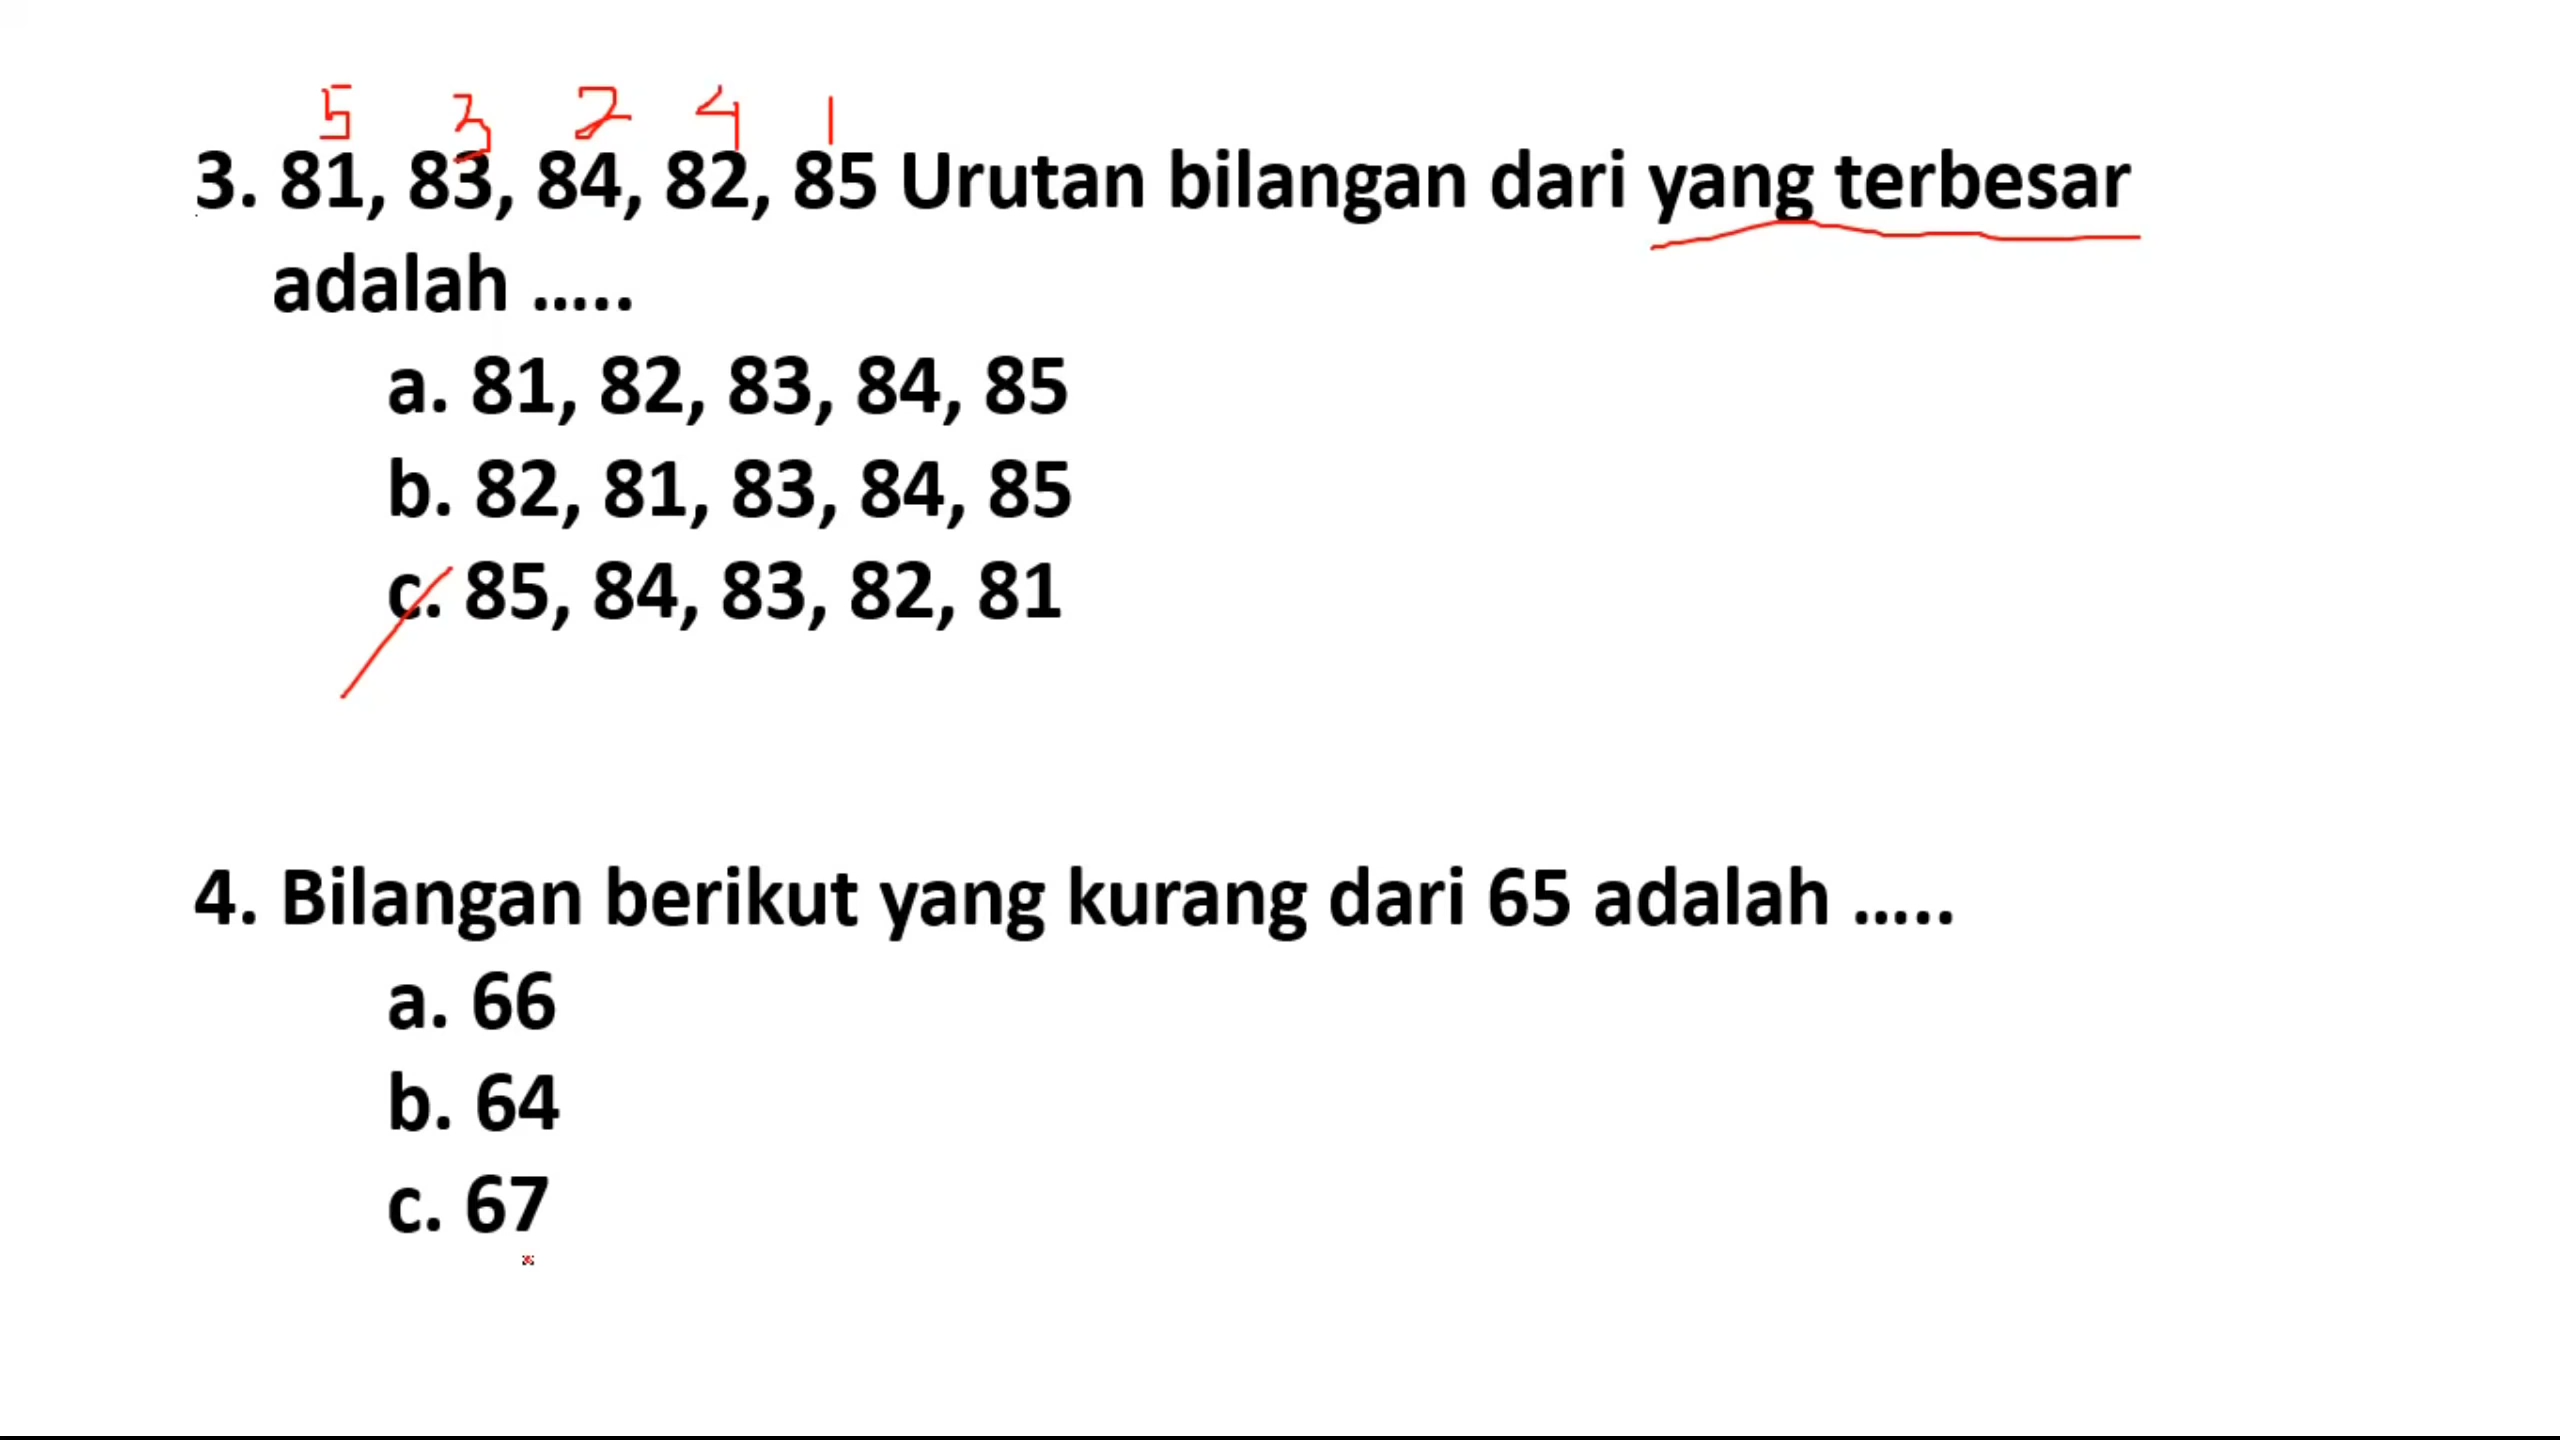 5 3 2 4 1
3. 81, 83, 84, 82, 85 Urutan bilangan dari yang terbesar
adalah .....
a. 81, 82, 83, 84, 85
b. 82, 81, 83, 84, 85
c. 85, 84, 83, 82, 81
4. Bilangan berikut yang kurang dari 65 adalah .....
a. 66
b. 64
c. 67